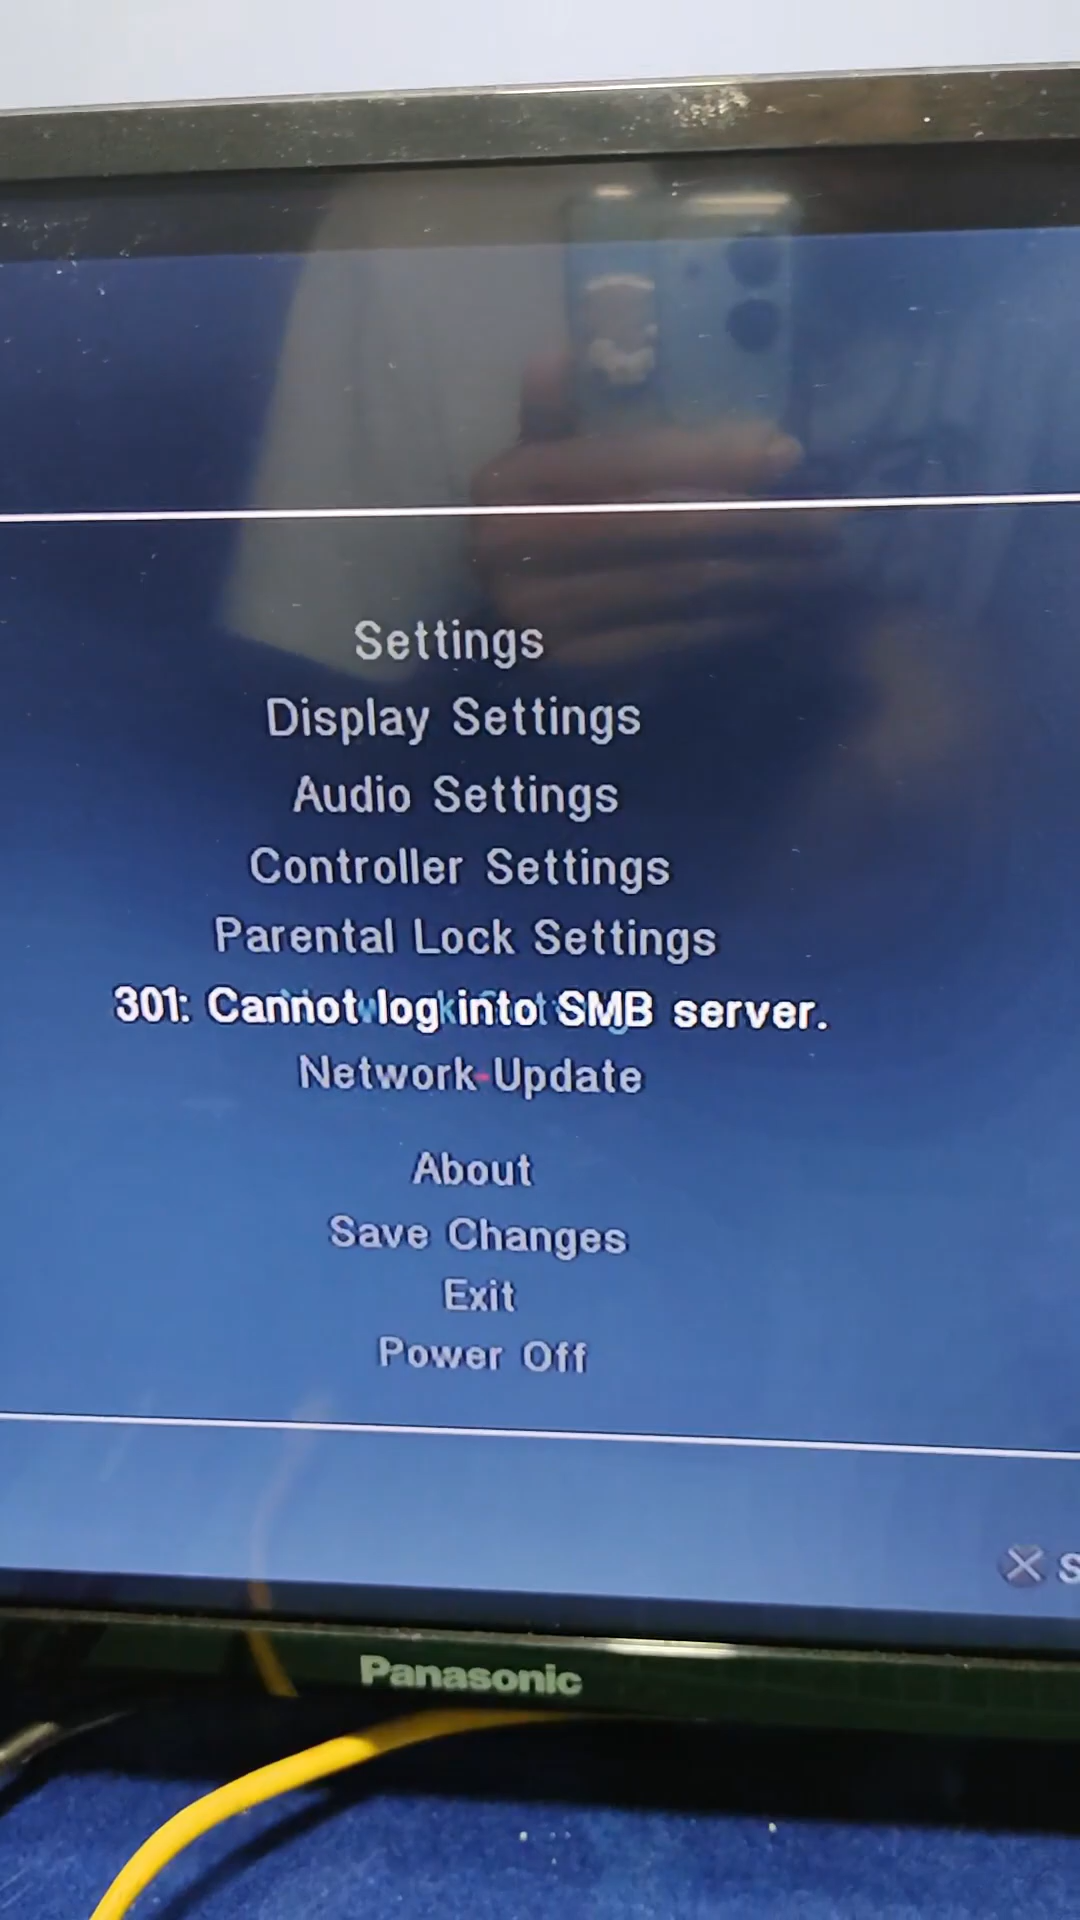 Settings
Display Settings
Audio Settings
Controller Settings
Parental Lock Settings
301: Cannot log into SMB server.
Network Update
About
Save Changes
Exit
Power Off
S
Panasonic